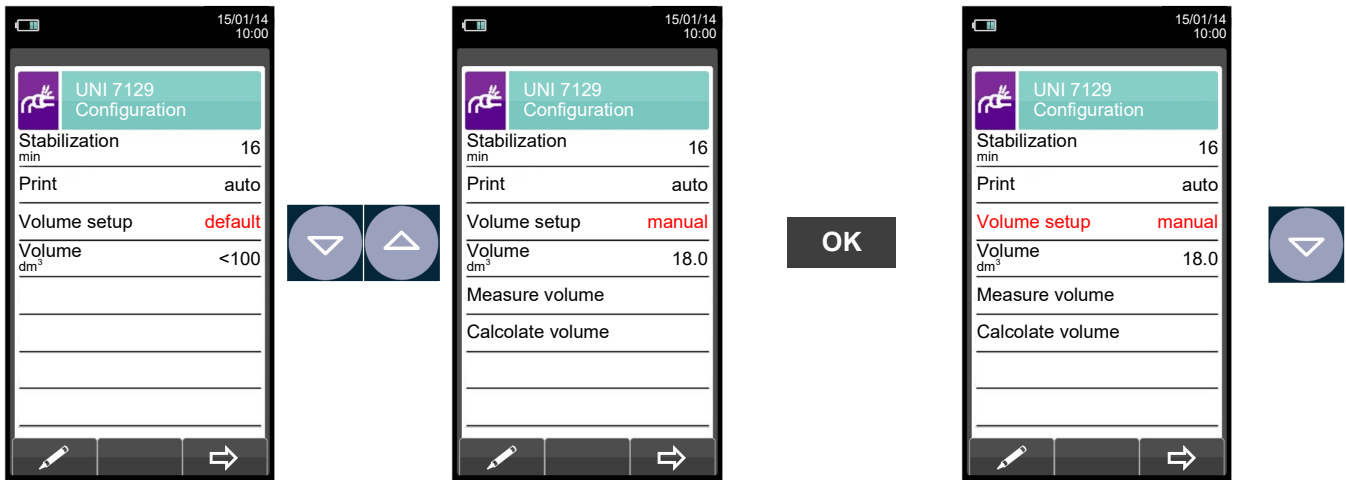 15/01/14
10:00
UNI 7129
Configuration
Stabilization
min
16
Print
auto
Volume setup
default
Volume
dm³
<100
15/01/14
10:00
UNI 7129
Configuration
Stabilization
min
16
Print
auto
Volume setup
manual
Volume
dm³
18.0
Measure volume
Calcolate volume
OK
15/01/14
10:00
UNI 7129
Configuration
Stabilization
min
16
Print
auto
Volume setup
manual
Volume
dm³
18.0
Measure volume
Calcolate volume